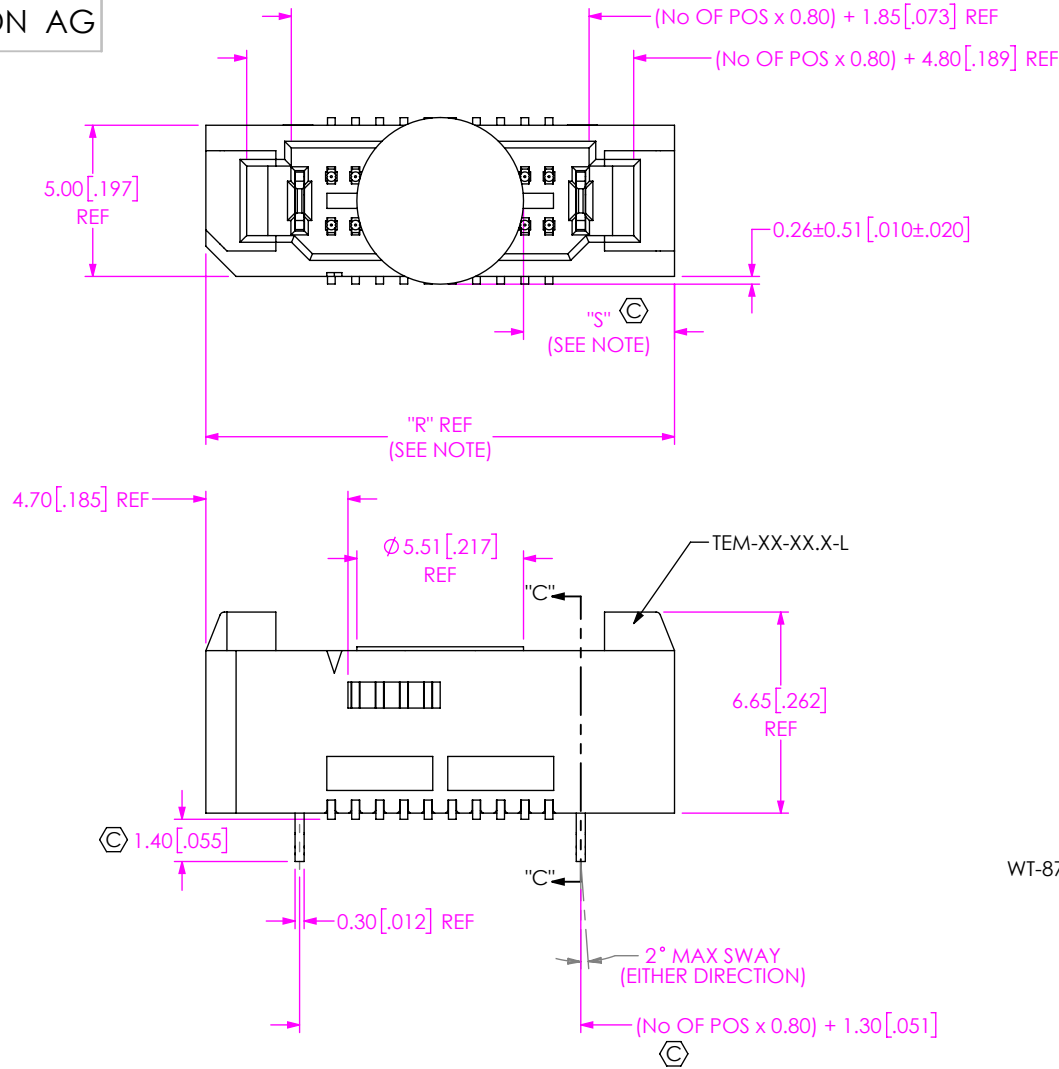 ON AG
(No OF POS x 0.80) + 1.85[.073] REF
(No OF POS x 0.80) + 4.80[.189] REF
5.00[.197]
REF
0.26±0.51[.010±.020]
"S" C
(SEE NOTE)
"R" REF
(SEE NOTE)
4.70[.185] REF
Ø5.51[.217]
REF
TEM-XX-XX.X-L
"C"
6.65[.262]
REF
C 1.40[.055]
"C"
WT-87
0.30[.012] REF
2° MAX SWAY
(EITHER DIRECTION)
(No OF POS x 0.80) + 1.30[.051]
C